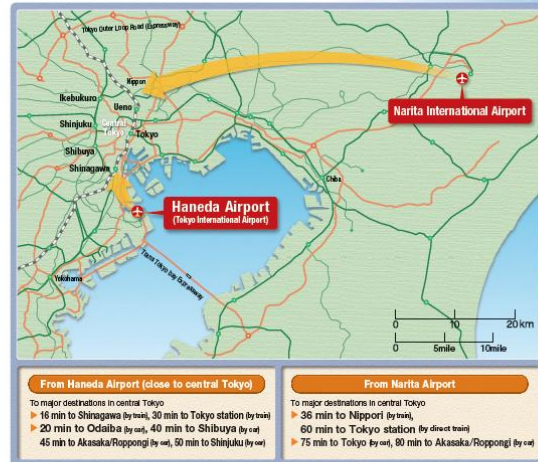 Tokyo Outer Loop Road (Expressway)
Nippori
Ikebukuro
Ueno
Shinjuku
Central
Tokyo
Tokyo
Shibuya
Shinagawa
Narita International Airport
Chiba
Haneda Airport
(Tokyo International Airport)
Trans Tokyo bay Expressway
Yokohama
0 10 20 km
0 5mile 10mile
From Haneda Airport (close to central Tokyo)
To major destinations in central Tokyo
▶ 16 min to Shinagawa (by train), 30 min to Tokyo station (by train)
▶ 20 min to Odaiba (by car), 40 min to Shibuya (by car)
45 min to Akasaka/Roppongi (by car), 50 min to Shinjuku (by car)
From Narita Airport
To major destinations in central Tokyo
▶ 36 min to Nippori (by train),
60 min to Tokyo station (by direct train)
▶ 75 min to Tokyo (by car), 80 min to Akasaka/Roppongi (by car)